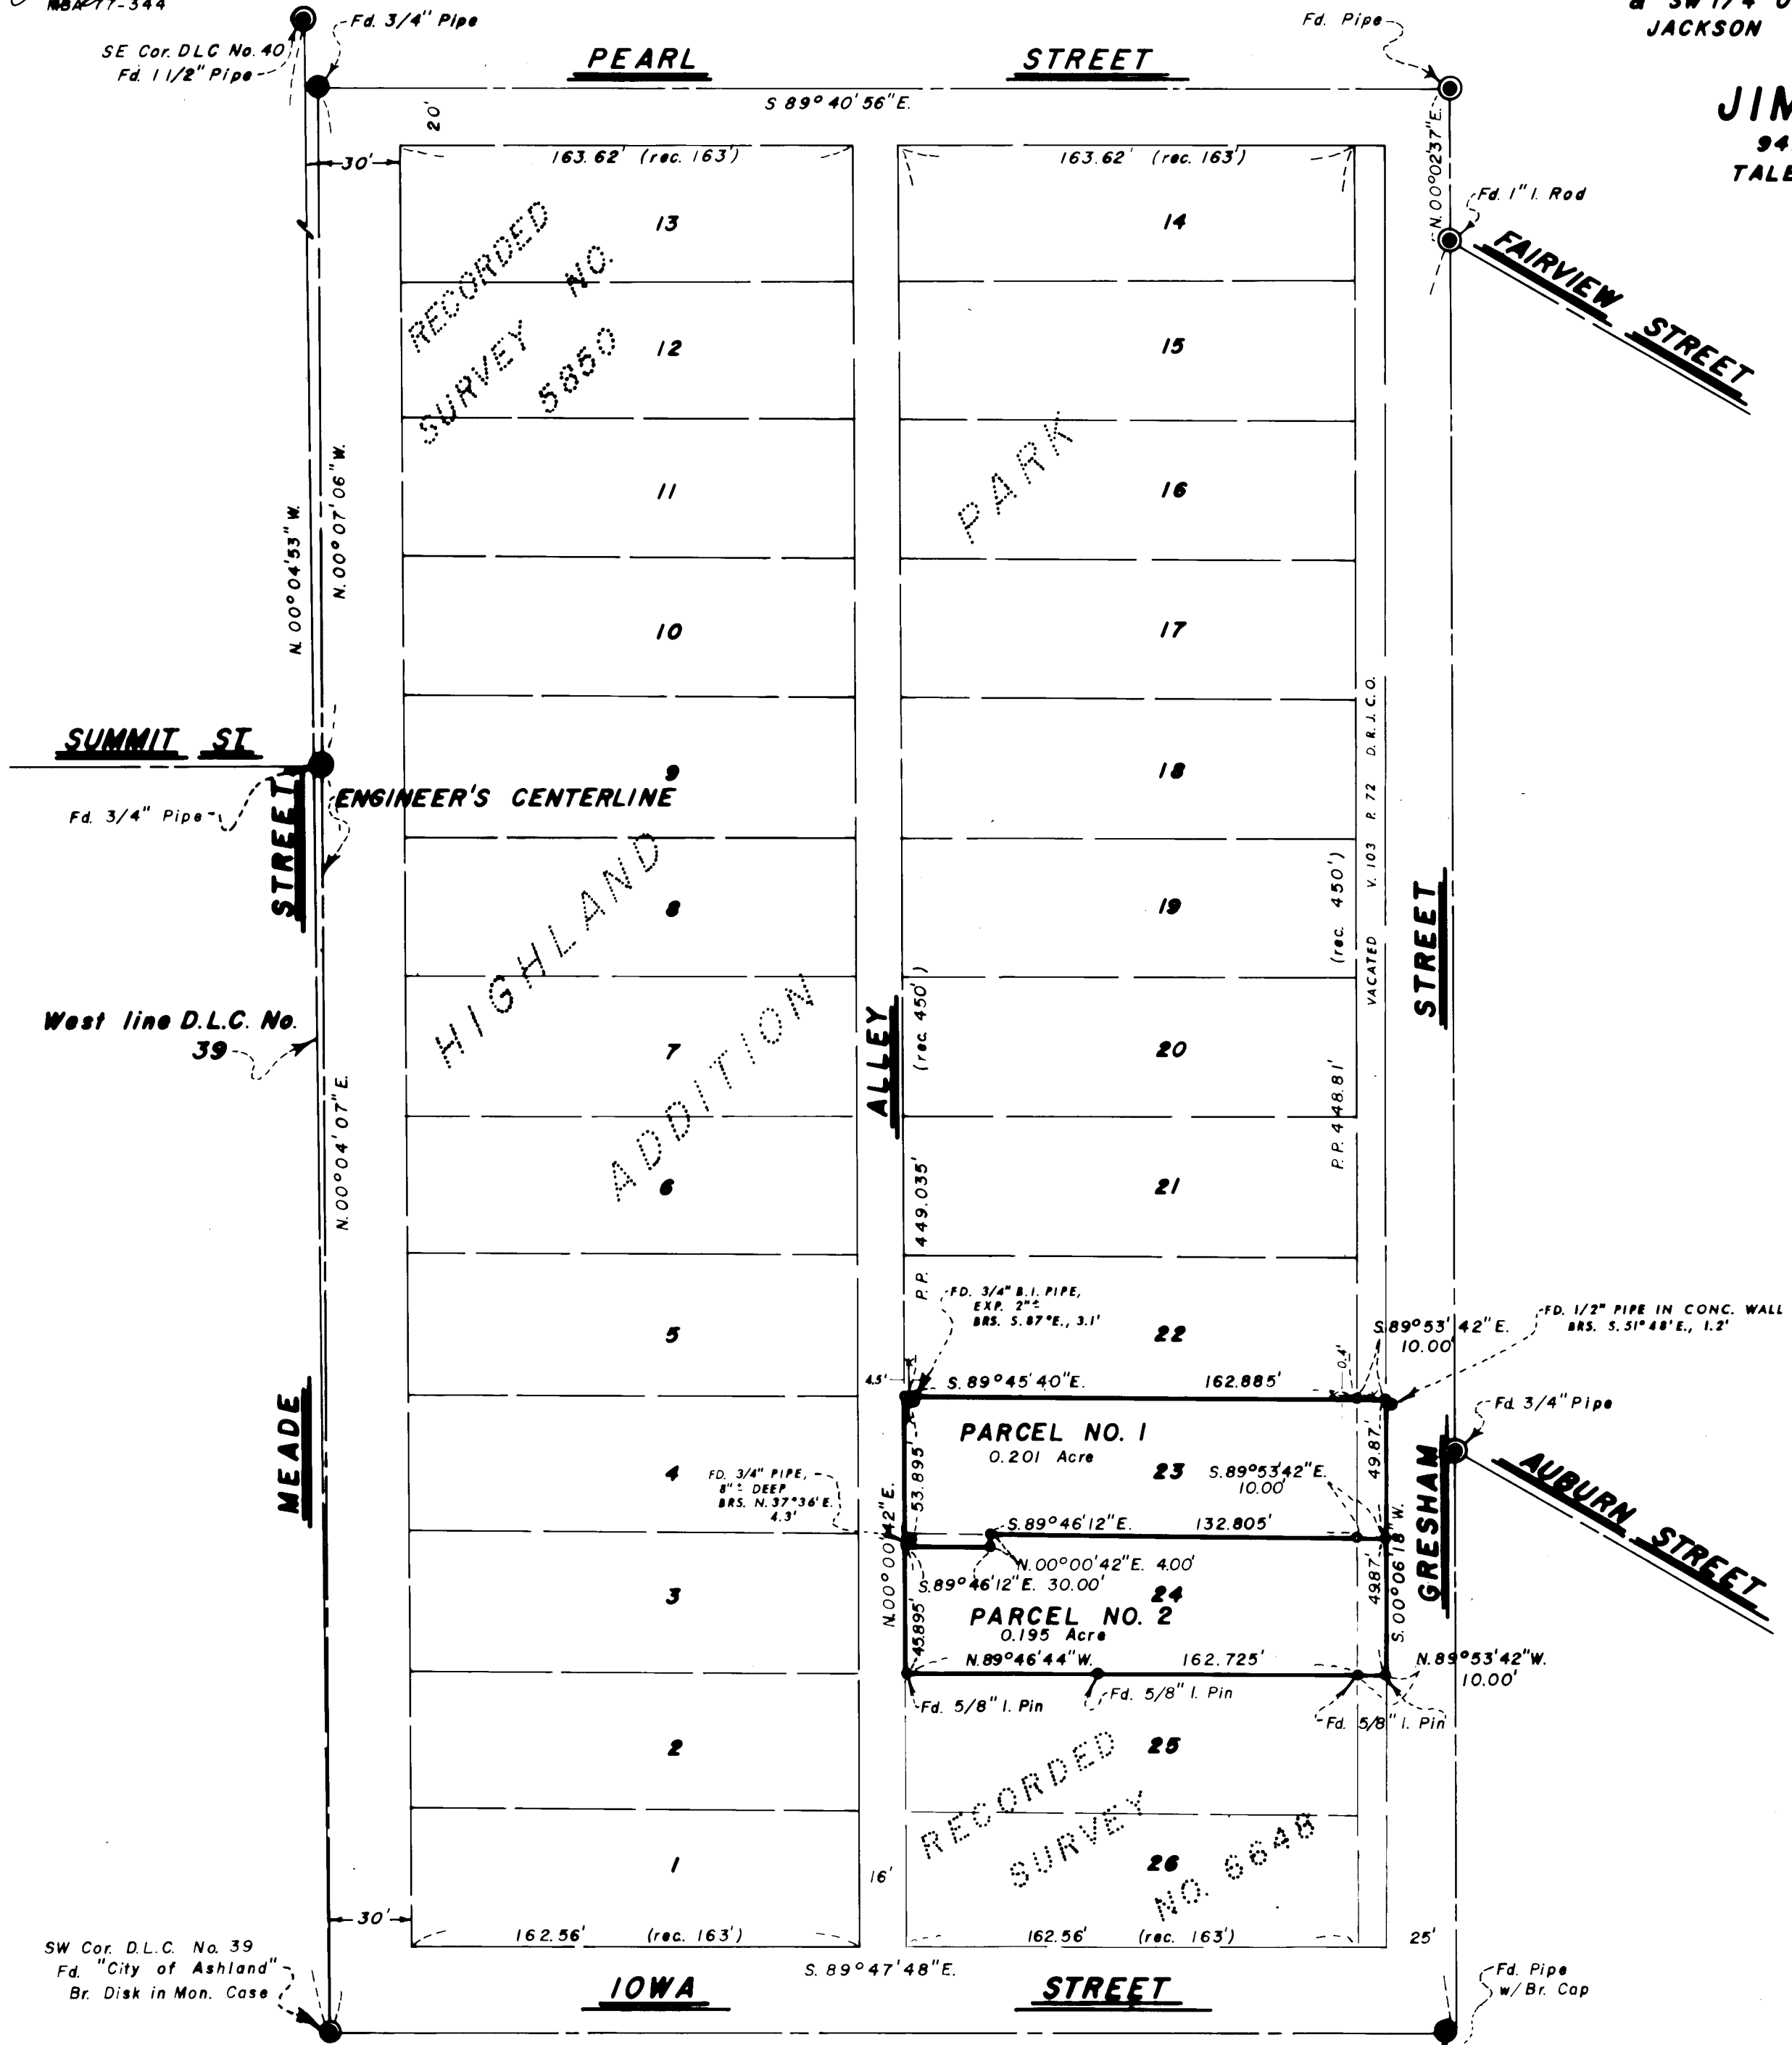 MBA 77-344
Fd. 3/4" Pipe
SE Cor. DLC No. 40
Fd. 1 1/2" Pipe
PEARL STREET
S 89° 40' 56" E.
Fd. Pipe
& SW 1/4
JACKSON
JIM
94
TALE
20'
30'
163.62' (rec. 163')
163.62' (rec. 163')
N. 00°02'37" E.
Fd. 1" I. Rod
FAIRVIEW STREET
RECORDED
SURVEY NO.
5850
13
14
12
15
11
16
PARK
10
17
N. 00° 04' 53" W.
N. 00° 07' 06" W.
SUMMIT ST
Fd. 3/4" Pipe
STREET
ENGINEER'S CENTERLINE
9
18
VACATED V. 103 P. 72 D.R.J.C.O.
8
19
(rec. 450')
STREET
HIGHLAND
ADDITION
West line D.L.C. No.
39
7
20
ALLEY
(rec. 450')
P.P. 448.81'
N. 00° 04' 07" E.
6
21
P.P. 449.035'
FD. 3/4" B.I. PIPE,
EXP. 2"±
BRS. S. 87° E., 3.1'
5
22
S. 89° 53' 42" E.
10.00'
FD. 1/2" PIPE IN CONC. WALL
BRS. S. 51° 48' E., 1.2'
4.5'
0.4'
S. 89° 45' 40" E. 162.885'
Fd. 3/4" Pipe
MEADE
PARCEL NO. 1
0.201 Acre
4
23
53.895'
49.87'
S. 89° 53' 42" E.
10.00'
FD. 3/4" PIPE,
8"± DEEP
BRS. N. 37° 36' E.
4.3'
GRESHAM
AUBURN STREET
S. 89° 46' 12" E. 132.805'
N. 00° 00' 42" E. 4.00'
S. 89° 46' 12" E. 30.00'
N. 00° 00' 42" E.
S. 00° 06' 18" W.
3
24
PARCEL NO. 2
0.195 Acre
45.895'
49.87'
N. 89° 46' 44" W. 162.725'
N. 89° 53' 42" W.
10.00'
Fd. 5/8" I. Pin
Fd. 5/8" I. Pin
Fd. 5/8" I. Pin
2
25
RECORDED
SURVEY
NO. 6648
1
26
16'
30'
162.56' (rec. 163')
162.56' (rec. 163')
25'
S. 89° 47' 48" E.
SW Cor. D.L.C. No. 39
Fd. "City of Ashland"
Br. Disk in Mon. Case
IOWA STREET
Fd. Pipe
w/ Br. Cap